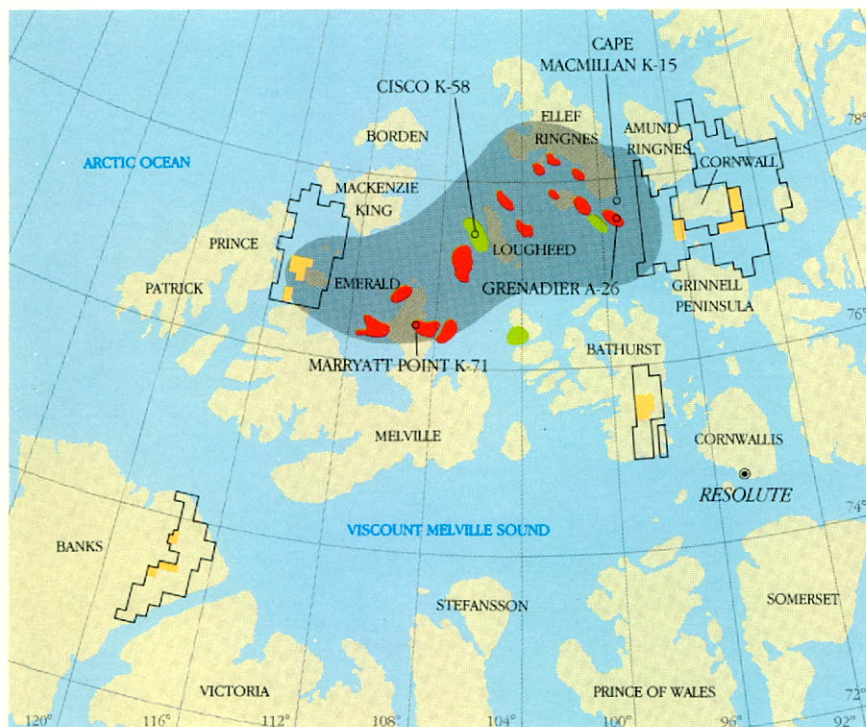 CAPE
MACMILLAN K-15
CISCO K-58
ELLEF
RINGNES
AMUND
RINGNES
78°
BORDEN
ARCTIC OCEAN
CORNWALL
MACKENZIE
KING
PRINCE
PATRICK
LOUGHEED
EMERALD
GRENADIER A-26
GRINNELL
PENINSULA
76°
BATHURST
MARRYATT POINT K-71
MELVILLE
CORNWALLIS
RESOLUTE
74°
VISCOUNT MELVILLE SOUND
BANKS
STEFANSSON
SOMERSET
VICTORIA
PRINCE OF WALES
72°
120°
116°
112°
108°
104°
100°
96°
92°